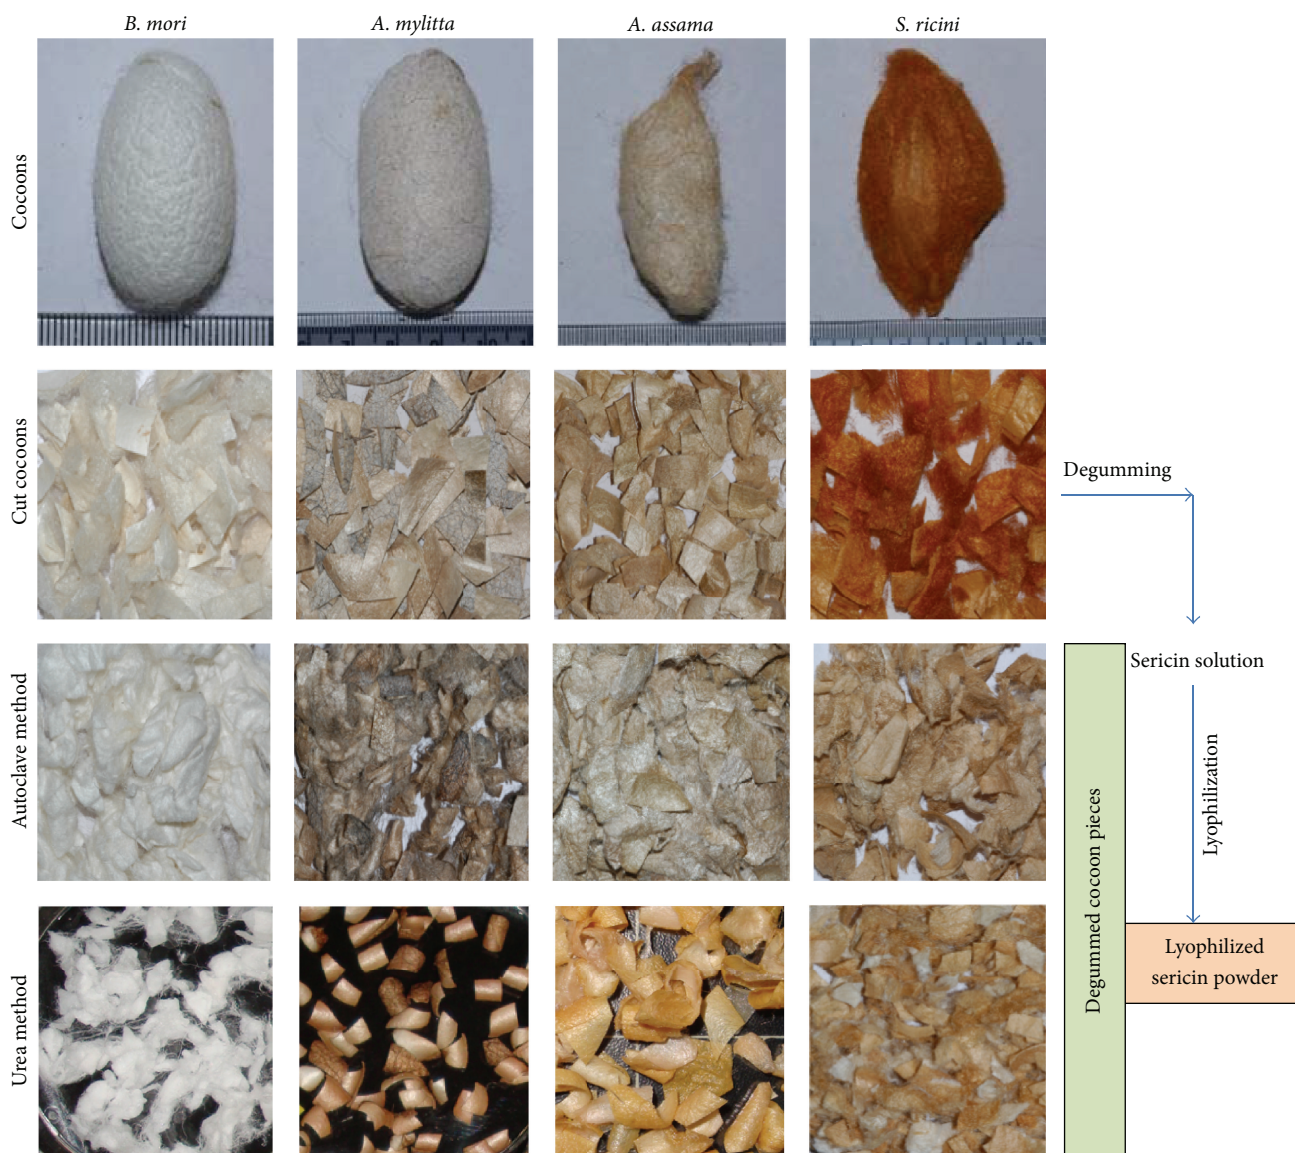 B. mori
A. mylitta
A. assama
S. ricini
Cocoons
Cut cocoons
Degumming
Autoclave method
Sericin solution
Lyophilization
Degummed cocoon pieces
Urea method
Lyophilized
sericin powder